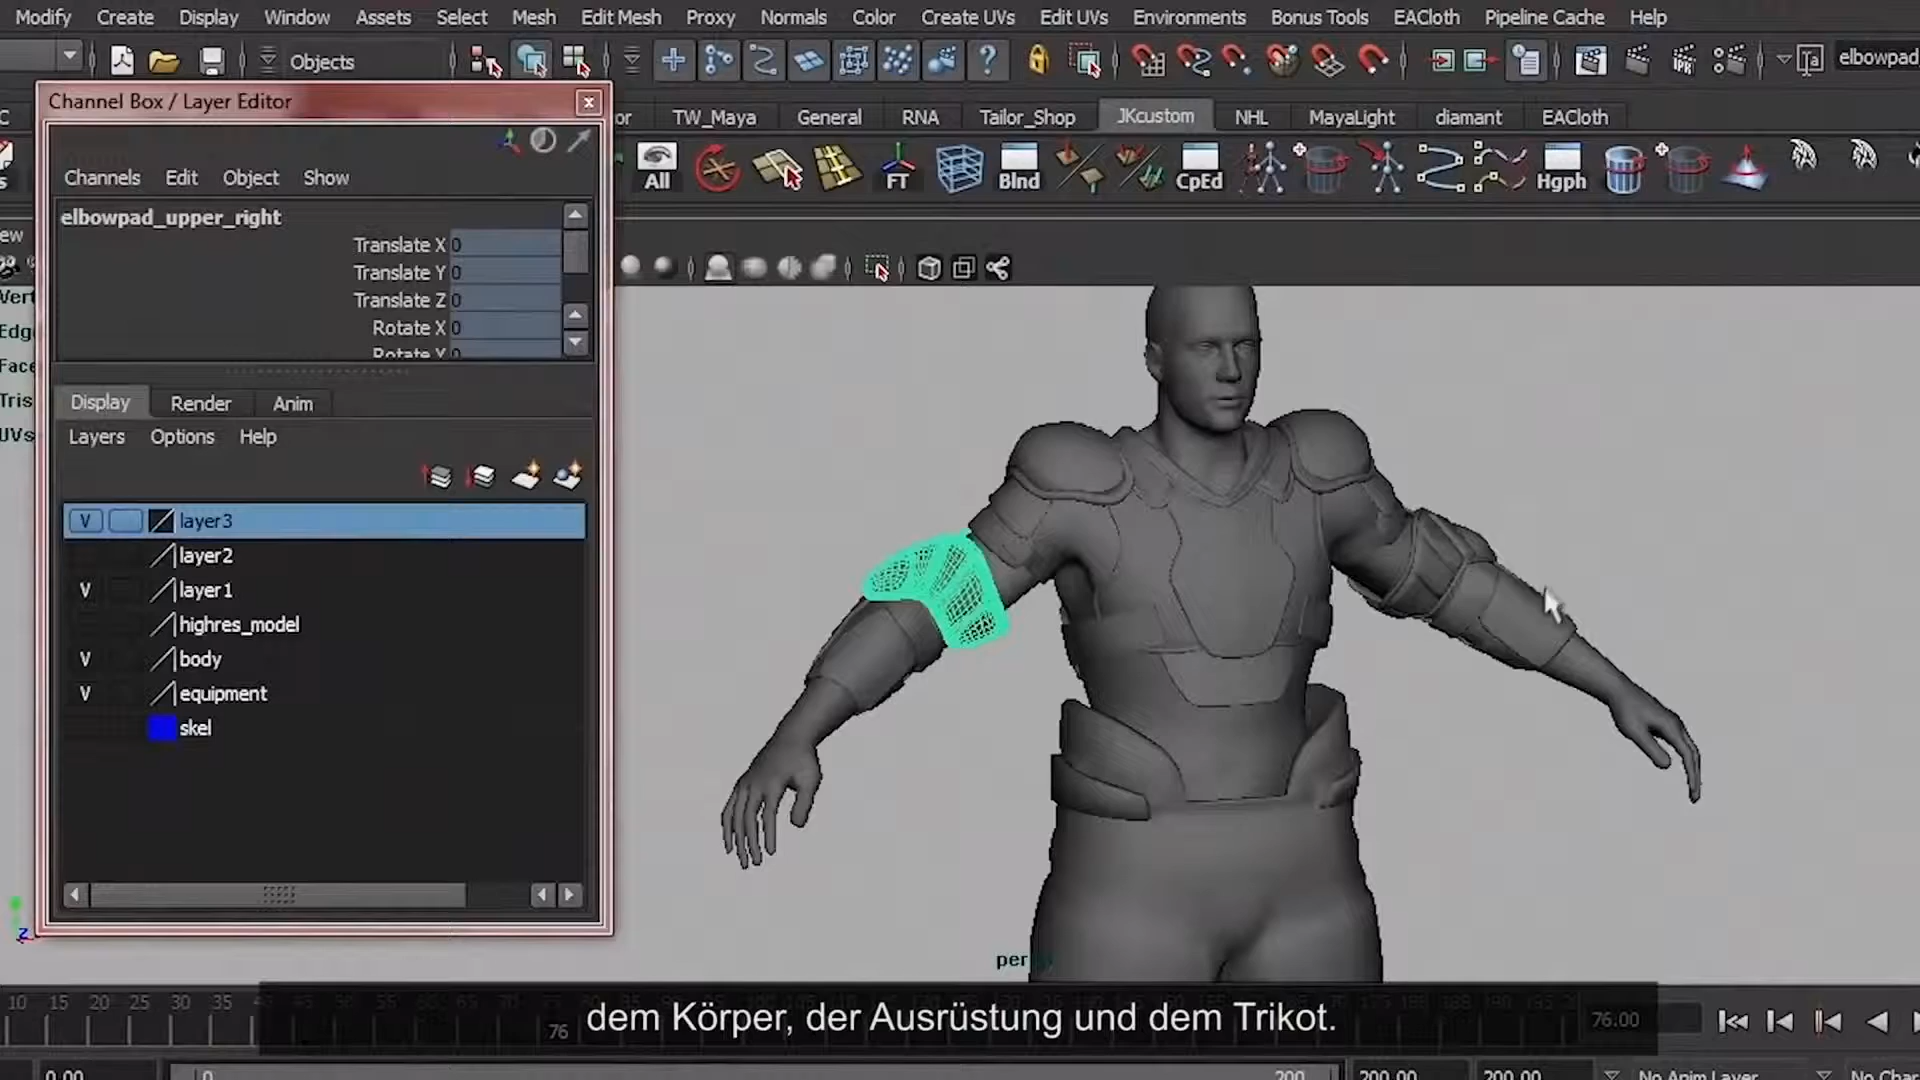 Modify Create Display Window Assets Select Mesh Edit Mesh Proxy Normals Color Create UVs Edit UVs Environments Bonus Tools EACloth Pipeline Cache Help
Objects
IPR
elbowpad
Channel Box / Layer Editor
TW_Maya General RNA Tailor_Shop JKcustom NHL MayaLight diamant EACloth
All FT Blnd CpEd Hgph
Channels Edit Object Show
elbowpad_upper_right
Translate X 0
Translate Y 0
Translate Z 0
Rotate X 0
Rotate Y 0
Vert
Edg
Face
Tris
UVs
Display Render Anim
Layers Options Help
V layer3
layer2
V layer1
highres_model
V body
V equipment
skel
z
per
10 15 20 25 30 35
76
76.00
dem Körper, der Ausrüstung und dem Trikot.
0.00 0 200 200.00 200.00 No Anim Layer No Char